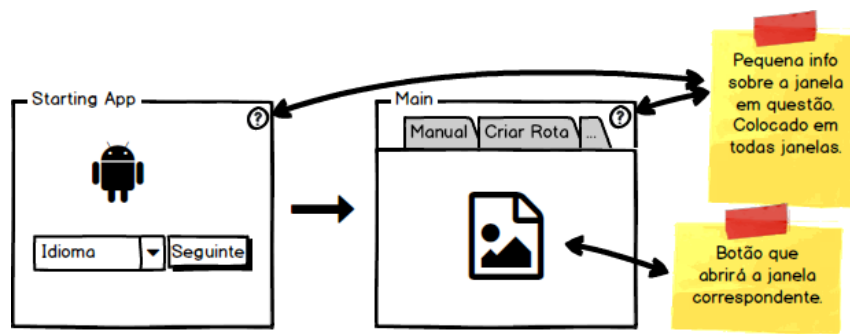 Starting App
?
Idioma
Seguinte
Main
?
Manual
Criar Rota
...
Pequena info
sobre a janela
em questão.
Colocado em
todas janelas.
Botão que
abrirá a janela
correspondente.